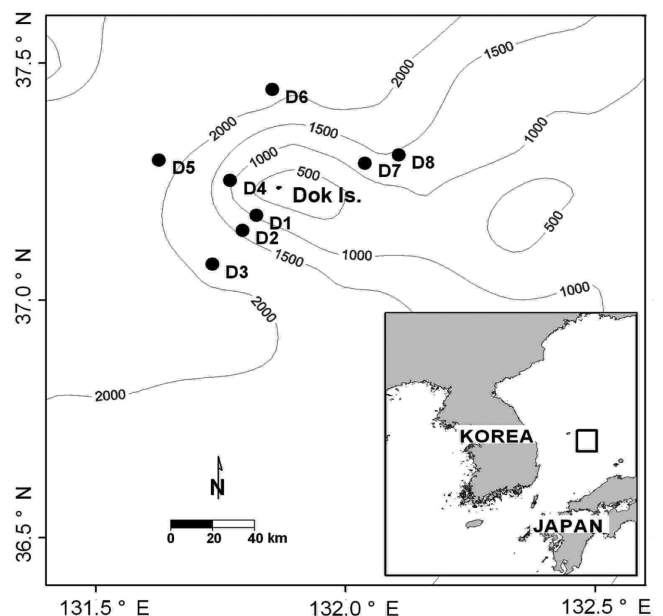 37.5 ° N
37.0 ° N
36.5 ° N
2000
1500
1000
D6
2000
1500
D8
D5
1000
D7
D4
500
Dok Is.
D1
500
D2
1000
D3
1500
1000
2000
2000
KOREA
N
JAPAN
0 20 40 km
131.5 ° E
132.0 ° E
132.5 ° E